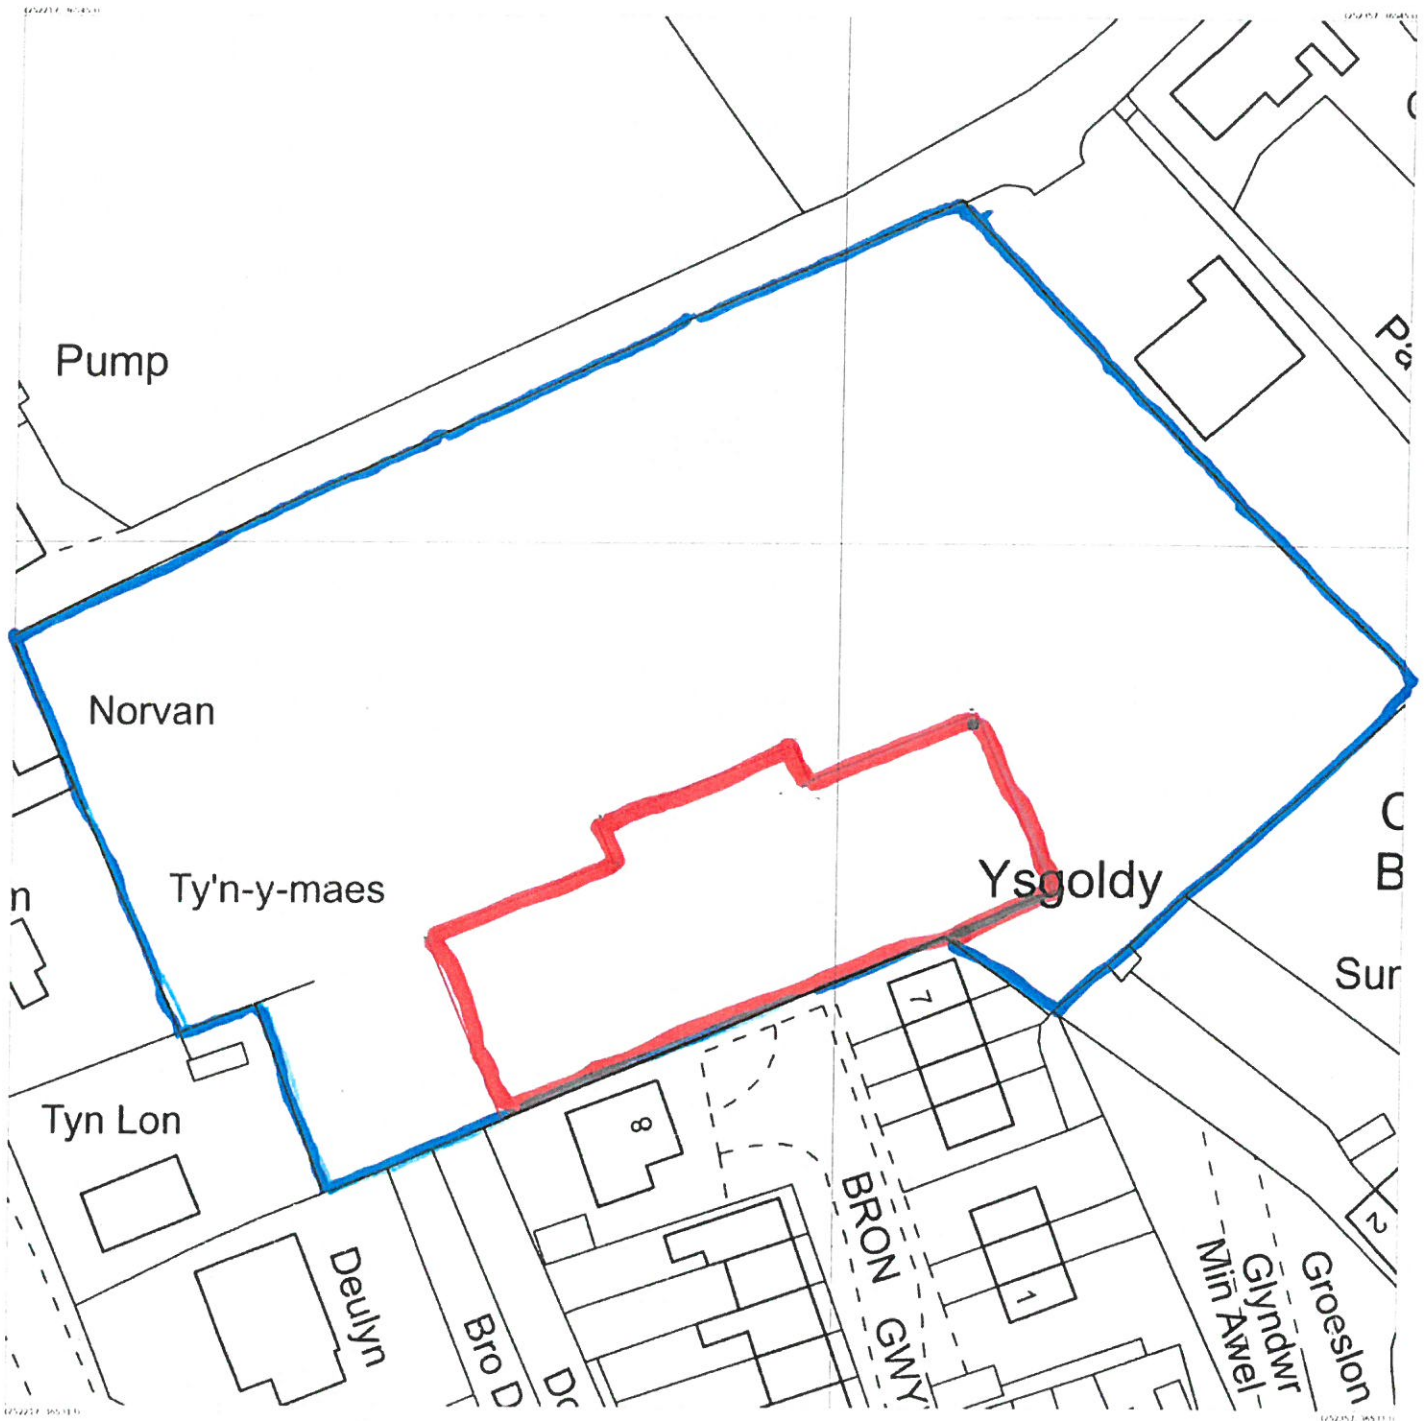 Pump
Norvan
Ty'n-y-maes
Ysgoldy
Tyn Lon
Deulyn
Bro D
8
7
1
2
BRON GWY
Min Awel
Glyndwr
Groeslon
Sur
C
B
n